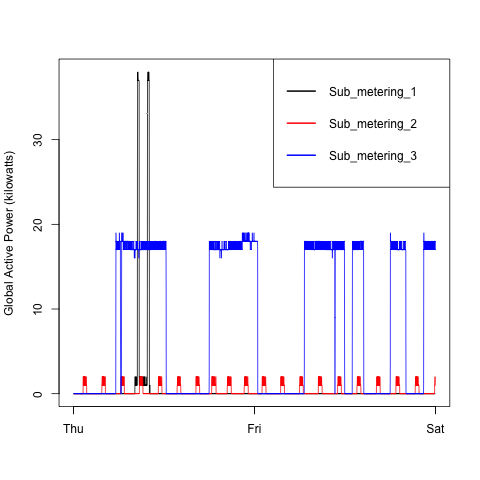 Sub_metering_1
Sub_metering_2
Sub_metering_3
Global Active Power (kilowatts)
30
20
10
0
Thu Fri Sat